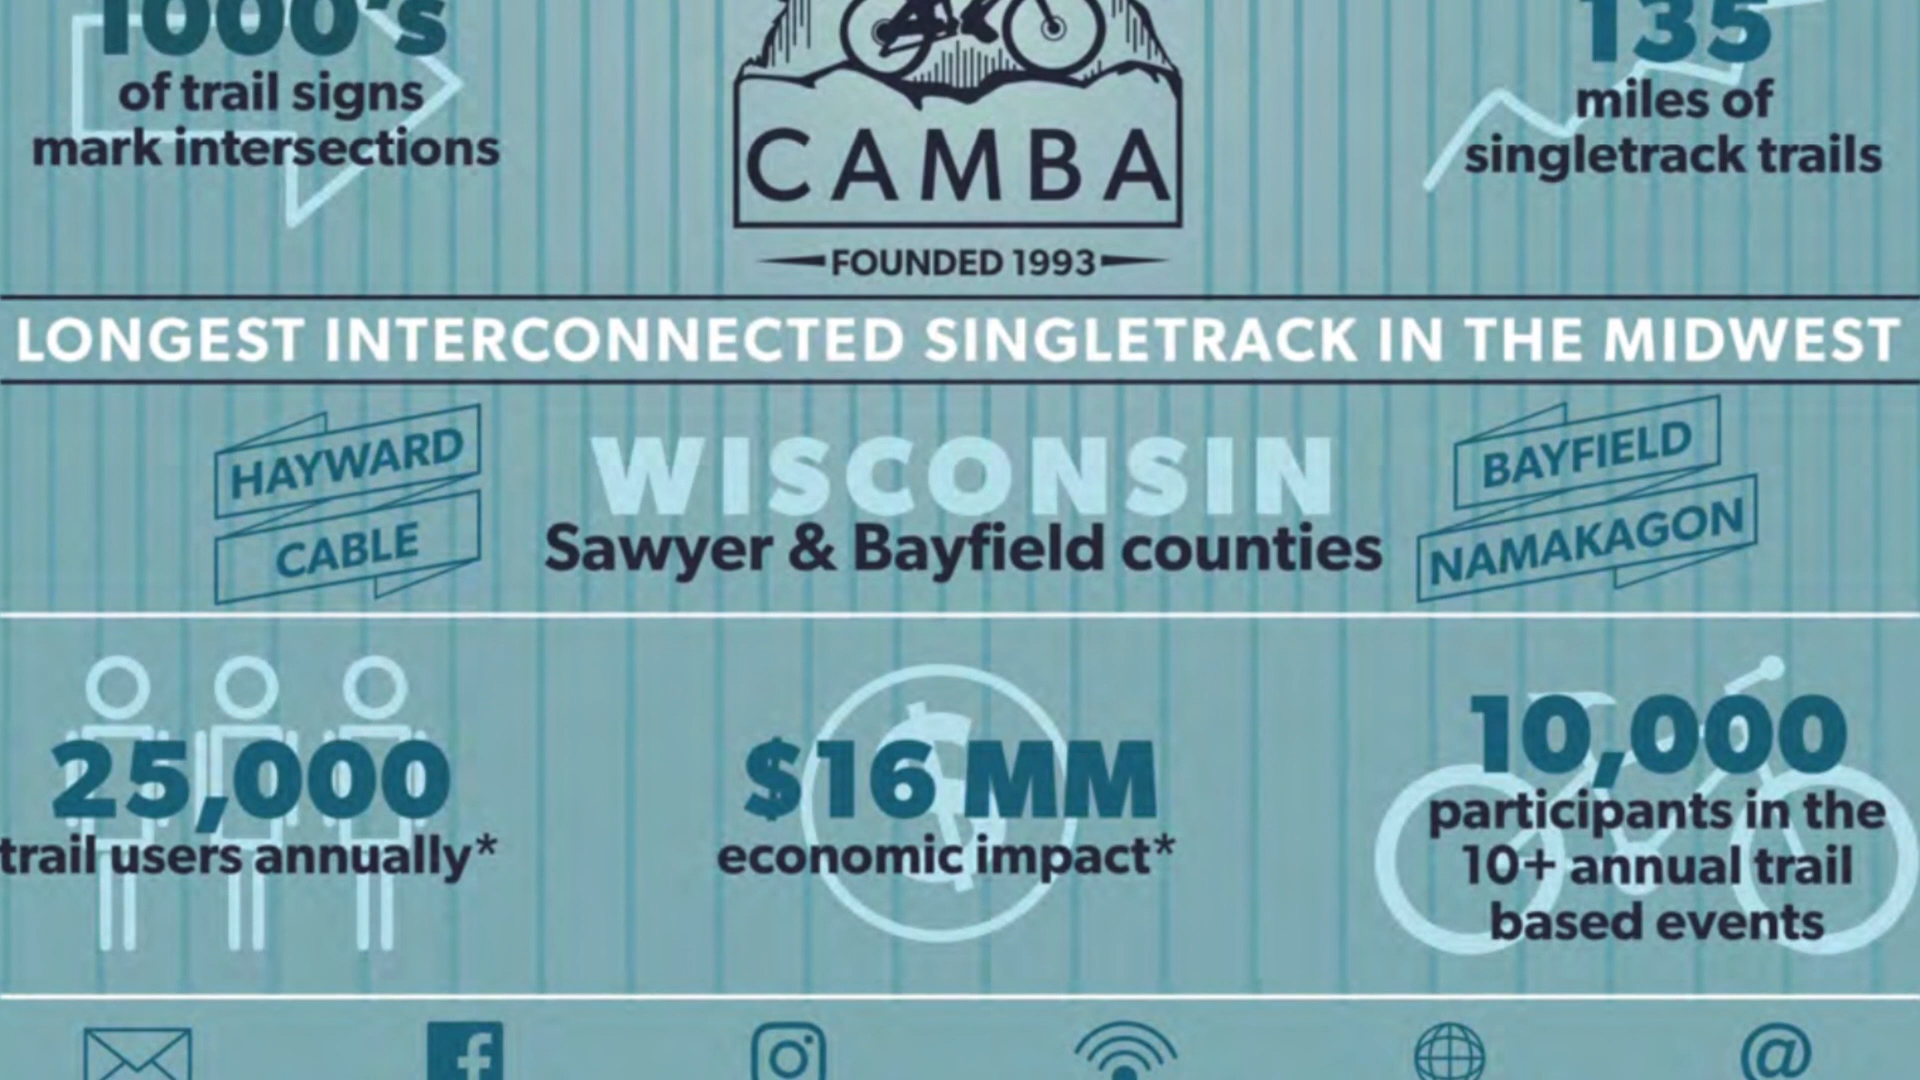 1000's
of trail signs
mark intersections
CAMBA
FOUNDED 1993
135
miles of
singletrack trails
LONGEST INTERCONNECTED SINGLETRACK IN THE MIDWEST
HAYWARD
CABLE
WISCONSIN
Sawyer & Bayfield counties
BAYFIELD
NAMAKAGON
25,000
trail users annually*
$16 MM
economic impact*
10,000
participants in the
10+ annual trail
based events